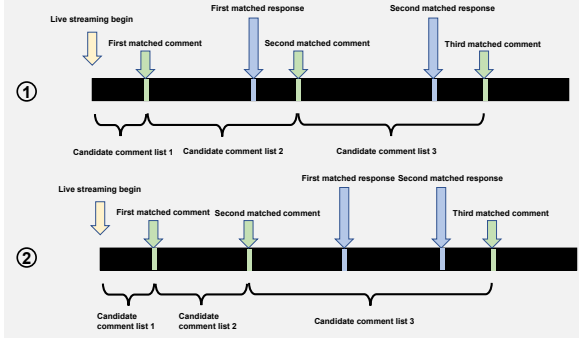 First matched response
Second matched response
Live streaming begin
First matched comment
Second matched comment
Third matched comment
①
Candidate comment list 1
Candidate comment list 2
Candidate comment list 3
First matched response Second matched response
Live streaming begin
First matched comment Second matched comment
Third matched comment
②
Candidate
comment list 1
Candidate
comment list 2
Candidate comment list 3